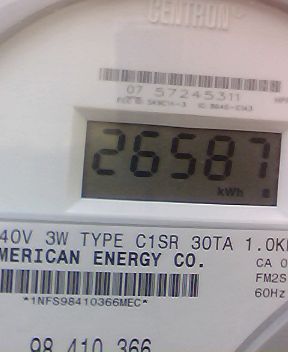 CENTRON®
07 57245311
26587
kWh
40V 3W TYPE C1SR 30TA 1.0K
MERICAN ENERGY CO.
CA 0
FM2S
60Hz
*1NFS98410366MEC*
98 410 366